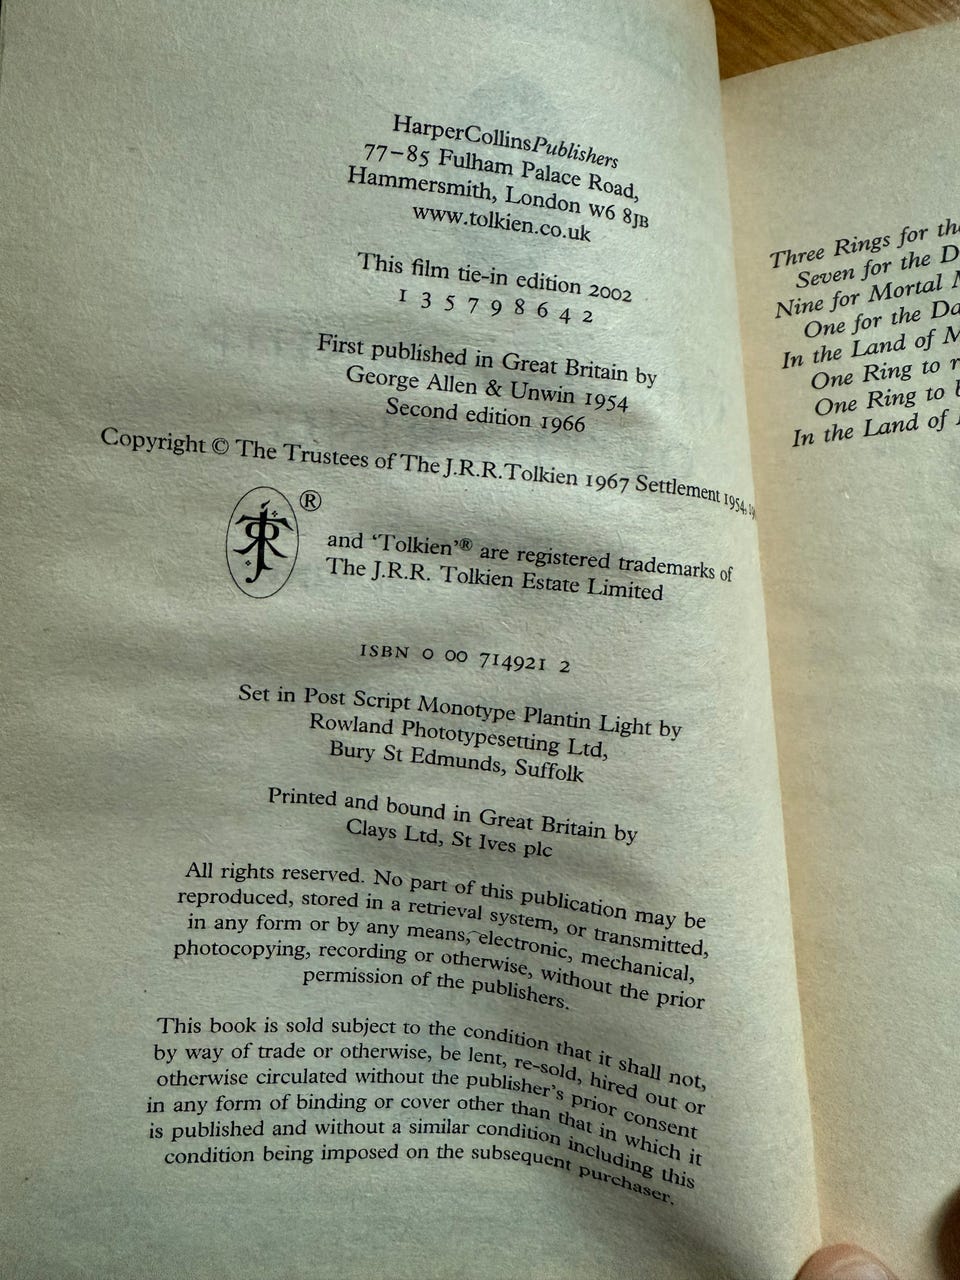 HarperCollinsPublishers
77–85 Fulham Palace Road,
Hammersmith, London W6 8JB
www.tolkien.co.uk
This film tie-in edition 2002
1 3 5 7 9 8 6 4 2
First published in Great Britain by
George Allen & Unwin 1954
Second edition 1966
Copyright © The Trustees of The J.R.R.Tolkien 1967 Settlement 1954,
®
and ‘Tolkien’® are registered trademarks of
The J.R.R. Tolkien Estate Limited
ISBN 0 00 714921 2
Set in Post Script Monotype Plantin Light by
Rowland Phototypesetting Ltd,
Bury St Edmunds, Suffolk
Printed and bound in Great Britain by
Clays Ltd, St Ives plc
All rights reserved. No part of this publication may be
reproduced, stored in a retrieval system, or transmitted,
in any form or by any means, electronic, mechanical,
photocopying, recording or otherwise, without the prior
permission of the publishers.
This book is sold subject to the condition that it shall not,
by way of trade or otherwise, be lent, re-sold, hired out or
otherwise circulated without the publisher's prior consent
in any form of binding or cover other than that in which it
is published and without a similar condition including this
condition being imposed on the subsequent purchaser.
Three Rings for
Seven for the
Nine for Mortal
One for the
In the Land of
One Ring to
One Ring to
In the Land of